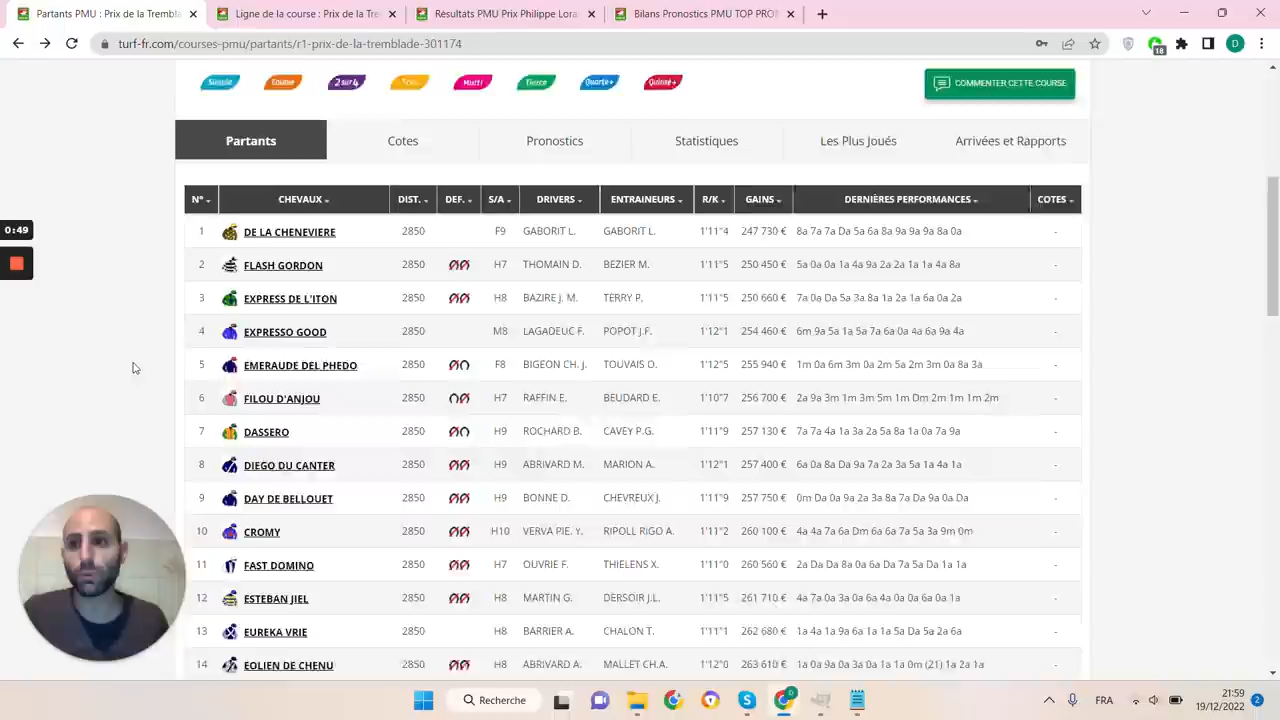 Partants PMU : Prix de la Tremb
Ligne de course : Prix de la Tre
Résultats PMU Prix Philippe Lora
Bilans Pronostics PMU TOP PRO
turf-fr.com/courses-pmu/partants/r1-prix-de-la-tremblade-301174
18
D
Simple
Couplé
2 sur 4
Trio
Multi
Tiercé
Quarté+
Quinté+
COMMENTER CETTE COURSE
Partants Cotes Pronostics Statistiques Les Plus Joués Arrivées et Rapports
N° CHEVAUX DIST. DEF. S/A DRIVERS ENTRAINEURS R/K GAINS DERNIÈRES PERFORMANCES COTES
1 DE LA CHENEVIERE 2850 F9 GABORIT L. GABORIT L. 1'11"4 247 730 € 8a 7a 7a Da 5a 6a 8a 9a 9a 9a 8a 0a -
2 FLASH GORDON 2850 H7 THOMAIN D. BEZIER M. 1'11"5 250 450 € 5a 0a 0a 1a 4a 9a 2a 2a 1a 1a 4a 8a -
3 EXPRESS DE L'ITON 2850 H8 BAZIRE J. M. TERRY P. 1'11"5 250 660 € 7a 0a Da 5a 3a 8a 1a 2a 1a 6a 0a 2a -
4 EXPRESSO GOOD 2850 M8 LAGADEUC F. POPOT J.F. 1'12"1 254 460 € 6m 9a 5a 1a 5a 7a 6a 0a 4a 6a 9a 4a -
5 EMERAUDE DEL PHEDO 2850 F8 BIGEON CH. J. TOUVAIS O. 1'12"5 255 940 € 1m 0a 6m 3m 0a 2m 5a 2m 3m 0a 8a 3a -
6 FILOU D'ANJOU 2850 H7 RAFFIN E. BEUDARD E. 1'10"7 256 700 € 2a 9a 3m 1m 3m 5m 1m Dm 2m 1m 1m 2m -
7 DASSERO 2850 H9 ROCHARD B. CAVEY P.G. 1'11"9 257 130 € 7a 7a 4a 1a 3a 2a 5a 8a 1a 0a 7a 9a -
8 DIEGO DU CANTER 2850 H9 ABRIVARD M. MARION A. 1'12"1 257 400 € 6a 0a 8a Da 9a 7a 2a 3a 5a 1a 4a 1a -
9 DAY DE BELLOUET 2850 H9 BONNE D. CHEVREUX J. 1'11"9 257 750 € 0m Da 0a 9a 2a 3a 8a 7a Da 8a 0a Da -
10 CROMY 2850 H10 VERVA PIE. Y. RIPOLL RIGO A. 1'11"2 260 100 € 4a 4a 7a 6a Dm 6a 6a 7a 5a 3a 9m 0m -
11 FAST DOMINO 2850 H7 OUVRIE F. THIELENS X. 1'11"0 260 560 € 2a Da Da 8a 0a 6a Da 7a 5a Da 1a 1a -
12 ESTEBAN JIEL 2850 H8 MARTIN G. DERSOIR J.L. 1'11"5 261 710 € 4a 7a 0a 3a 0a 6a 4a 0a 0a 6a 0a 1a -
13 EUREKA VRIE 2850 H8 BARRIER A. CHALON T. 1'11"1 262 680 € 1a 4a 1a 9a 6a 1a 1a 5a Da 5a 2a 6a -
14 EOLIEN DE CHENU 2850 H8 ABRIVARD A. MALLET CH.A. 1'12"0 263 610 € 1a 0a 9a 0a 3a 0a 1a 1a 0m (21) 1a 2a 1a -
0:49
Recherche
FRA
21:59
19/12/2022
2